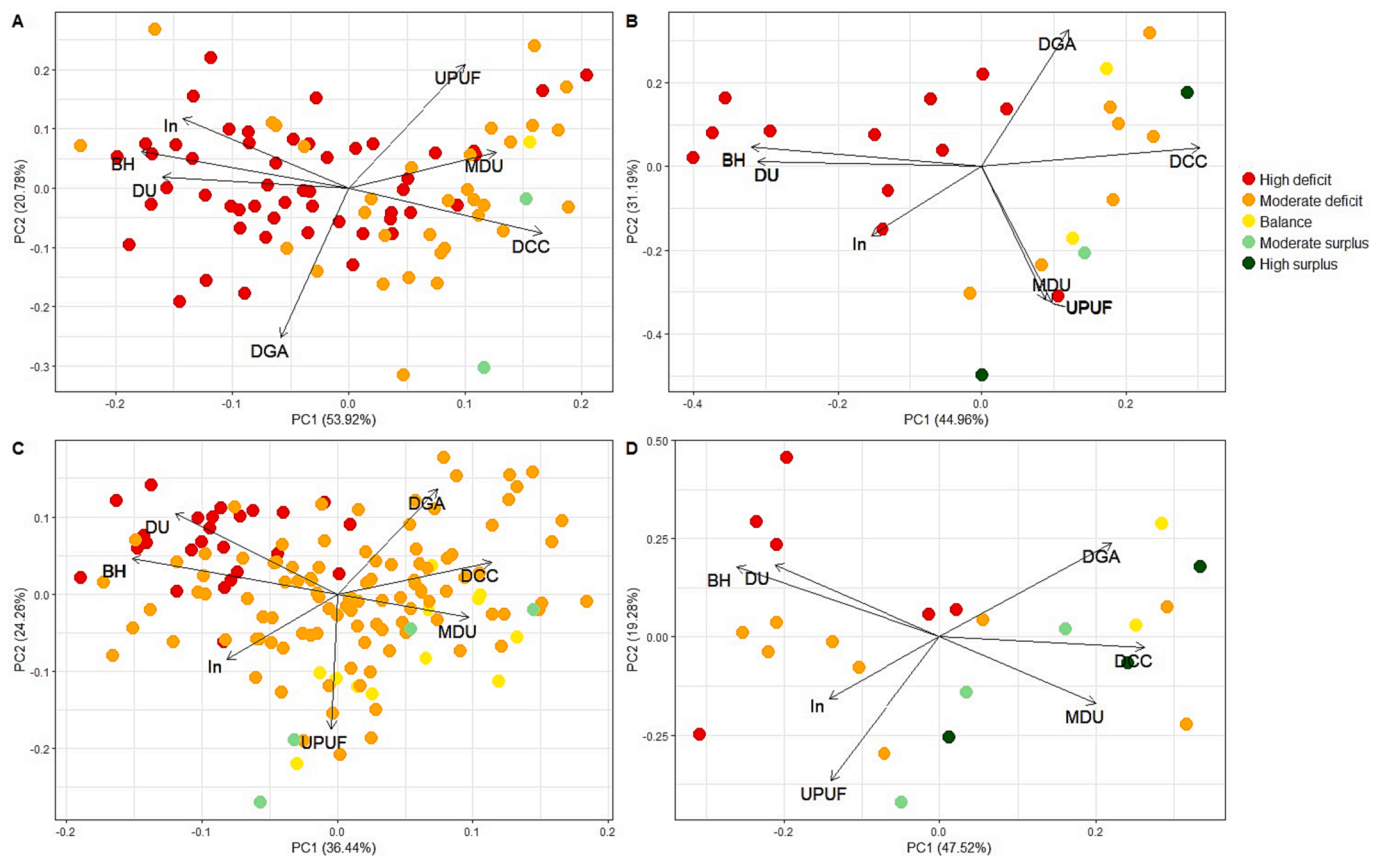 A
0.2
0.1
0.0
-0.1
-0.2
-0.3
PC2 (20.78%)
UPUF
In
BH
DU
MDU
DCC
DGA
-0.2
-0.1
0.0
0.1
0.2
PC1 (53.92%)
B
0.2
0.0
-0.2
-0.4
PC2 (31.19%)
DGA
BH
DU
DCC
In
MDU
UPUF
-0.4
-0.2
0.0
0.2
PC1 (44.96%)
High deficit
Moderate deficit
Balance
Moderate surplus
High surplus
C
0.1
0.0
-0.1
-0.2
PC2 (24.26%)
DGA
DU
BH
DCC
MDU
In
UPUF
-0.2
-0.1
0.0
0.1
0.2
PC1 (36.44%)
D
0.50
0.25
0.00
-0.25
PC2 (19.28%)
DGA
BH
DU
DCC
In
MDU
UPUF
-0.2
0.0
0.2
PC1 (47.52%)